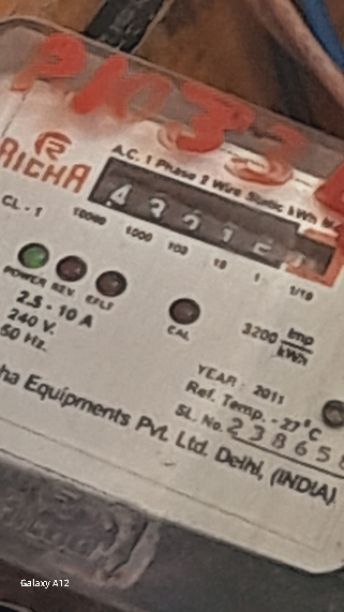 PK33
RICHA
A.C. 1 Phase 2 Wire Static kWh
CL - 1
10000 1000 100 10 1 1/10
POWER REV. EFLT
CAL
2.5 - 10 A
240 V.
50 Hz.
3200 Imp/kWh
YEAR : 2011
Ref. Temp. - 27°C
SL. No. 238658
ha Equipments Pvt. Ltd. Delhi, (INDIA)
Galaxy A12